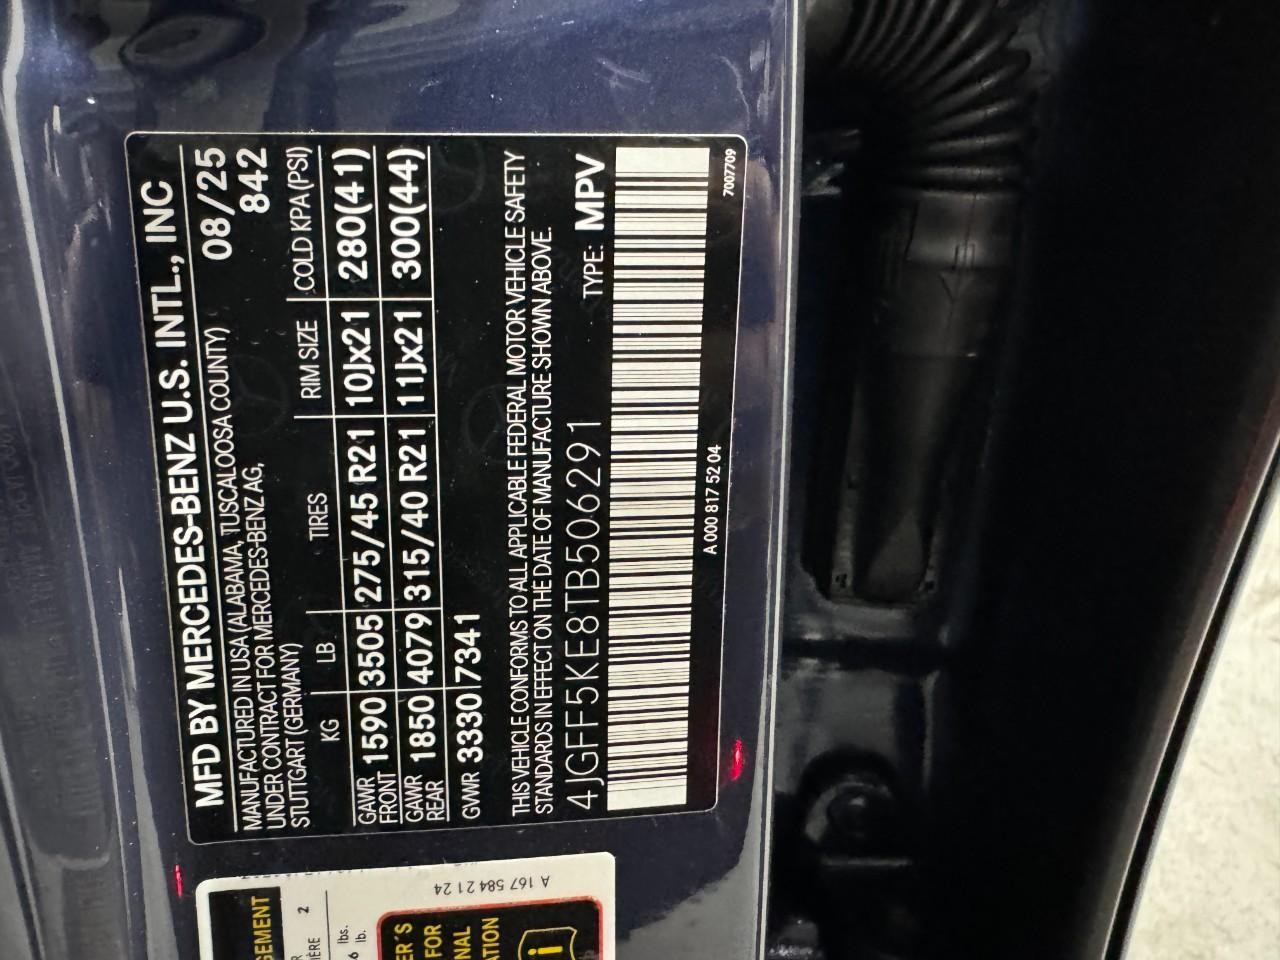 MFD BY MERCEDES-BENZ U.S. INTL., INC
MANUFACTURED IN USA (ALABAMA, TUSCALOOSA COUNTY) 08/25
UNDER CONTRACT FOR MERCEDES-BENZ AG, 842
STUTTGART (GERMANY)
KG LB TIRES RIM SIZE COLD KPA (PSI)
GAWR FRONT 1590 3505 275/45 R21 10Jx21 280(41)
GAWR REAR 1850 4079 315/40 R21 11Jx21 300(44)
GVWR 3330 7341
THIS VEHICLE CONFORMS TO ALL APPLICABLE FEDERAL MOTOR VEHICLE SAFETY
STANDARDS IN EFFECT ON THE DATE OF MANUFACTURE SHOWN ABOVE.
4JGFF5KE8TB506291 TYPE: MPV
A 000 817 52 04 7007709
A 167 584 21 24
2
lbs.
lb.
FOR